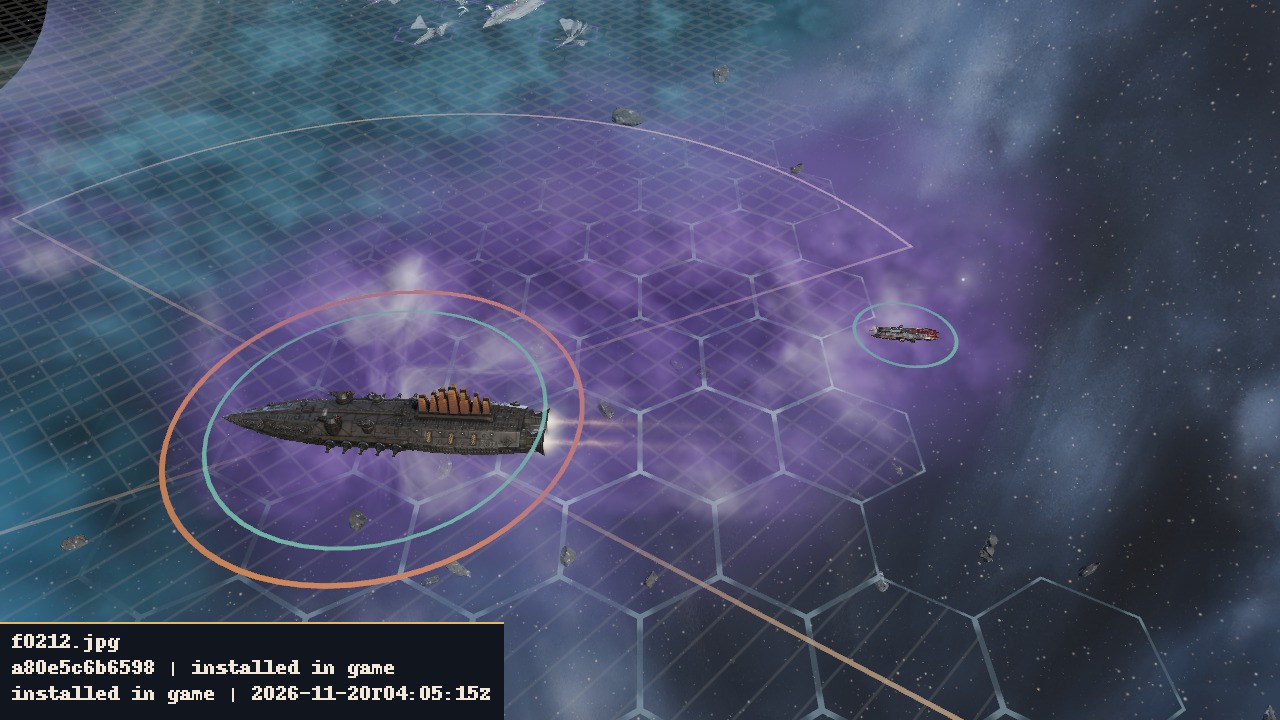 f0212.jpg
a80e5c6b6598 | installed in game
installed in game | 2026-11-20T04:05:15Z